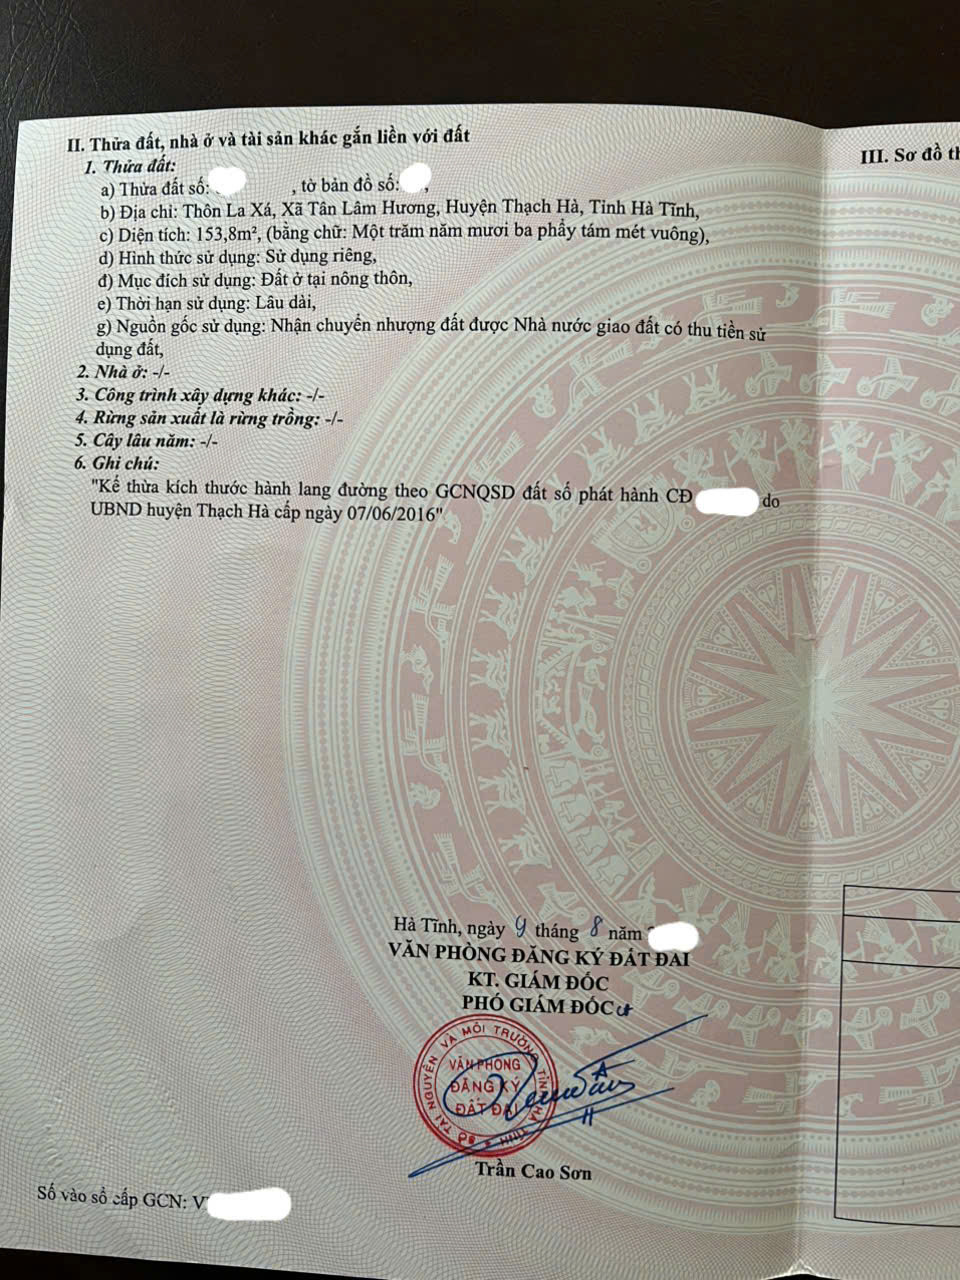 II. Thửa đất, nhà ở và tài sản khác gắn liền với đất
1. Thửa đất:
a) Thửa đất số: , tờ bản đồ số: ,
b) Địa chỉ: Thôn La Xá, Xã Tân Lâm Hương, Huyện Thạch Hà, Tỉnh Hà Tĩnh,
c) Diện tích: 153,8m², (bằng chữ: Một trăm năm mươi ba phẩy tám mét vuông),
d) Hình thức sử dụng: Sử dụng riêng,
đ) Mục đích sử dụng: Đất ở tại nông thôn,
e) Thời hạn sử dụng: Lâu dài,
g) Nguồn gốc sử dụng: Nhận chuyển nhượng đất được Nhà nước giao đất có thu tiền sử
dụng đất,
2. Nhà ở: -/-
3. Công trình xây dựng khác: -/-
4. Rừng sản xuất là rừng trồng: -/-
5. Cây lâu năm: -/-
6. Ghi chú:
"Kế thừa kích thước hành lang đường theo GCNQSD đất số phát hành CĐ do
UBND huyện Thạch Hà cấp ngày 07/06/2016"
III. Sơ đồ th
Hà Tĩnh, ngày 9 tháng 8 năm
VĂN PHÒNG ĐĂNG KÝ ĐẤT ĐAI
KT. GIÁM ĐỐC
PHÓ GIÁM ĐỐC
VĂN PHÒNG
ĐĂNG KÝ
ĐẤT ĐAI
Trần Cao Sơn
Số vào sổ cấp GCN: V